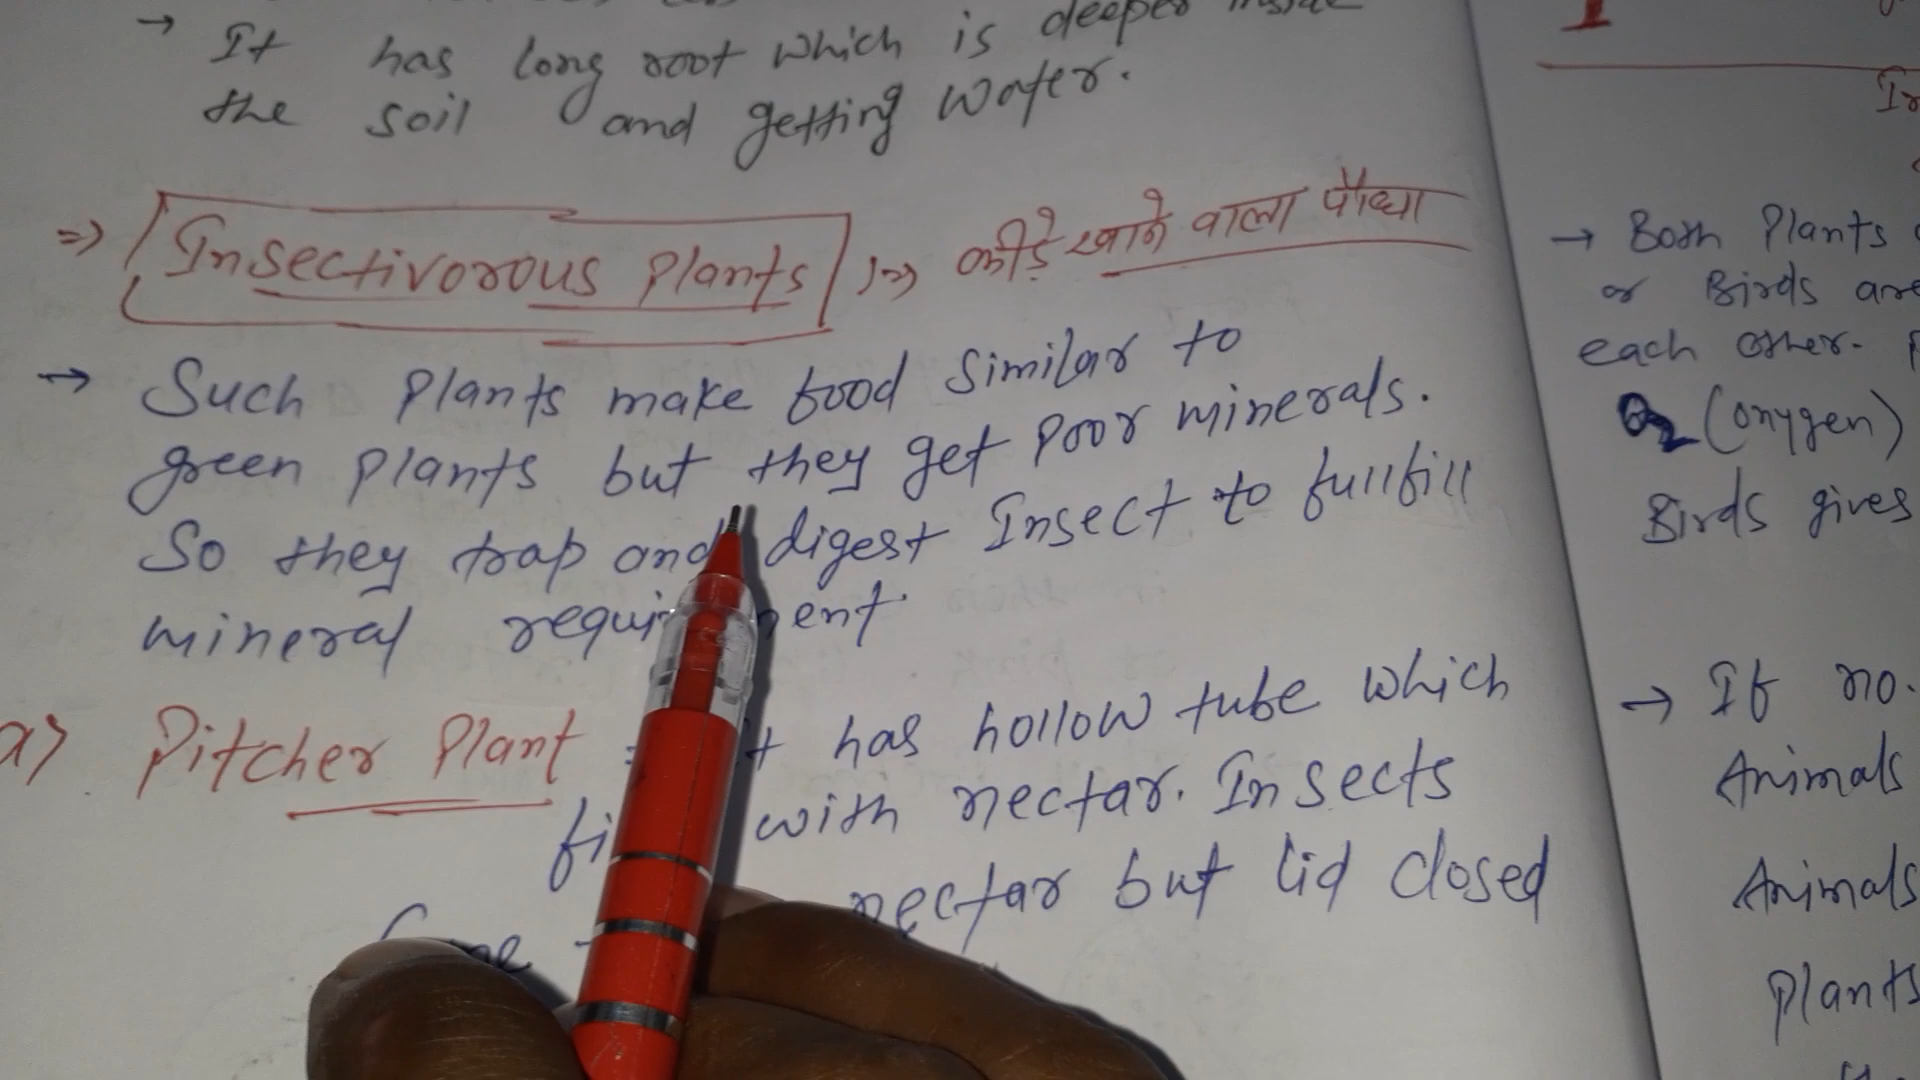 → It has long root which is deeper inside
the soil and getting water.
⇒ Insectivorous Plants :⇒ कीड़े खाने वाला पौधा
→ Such Plants make food similar to
green plants but they get poor minerals.
So they trap and digest Insect to fullfill
mineral
a> Pitcher Plant has hollow tube which
with nectar. Insects
nectar but lid closed
→ Both Plants
or Birds are
each other.
O2 (oxygen)
Birds gives
→ If no.
Animals
Animals
Plants